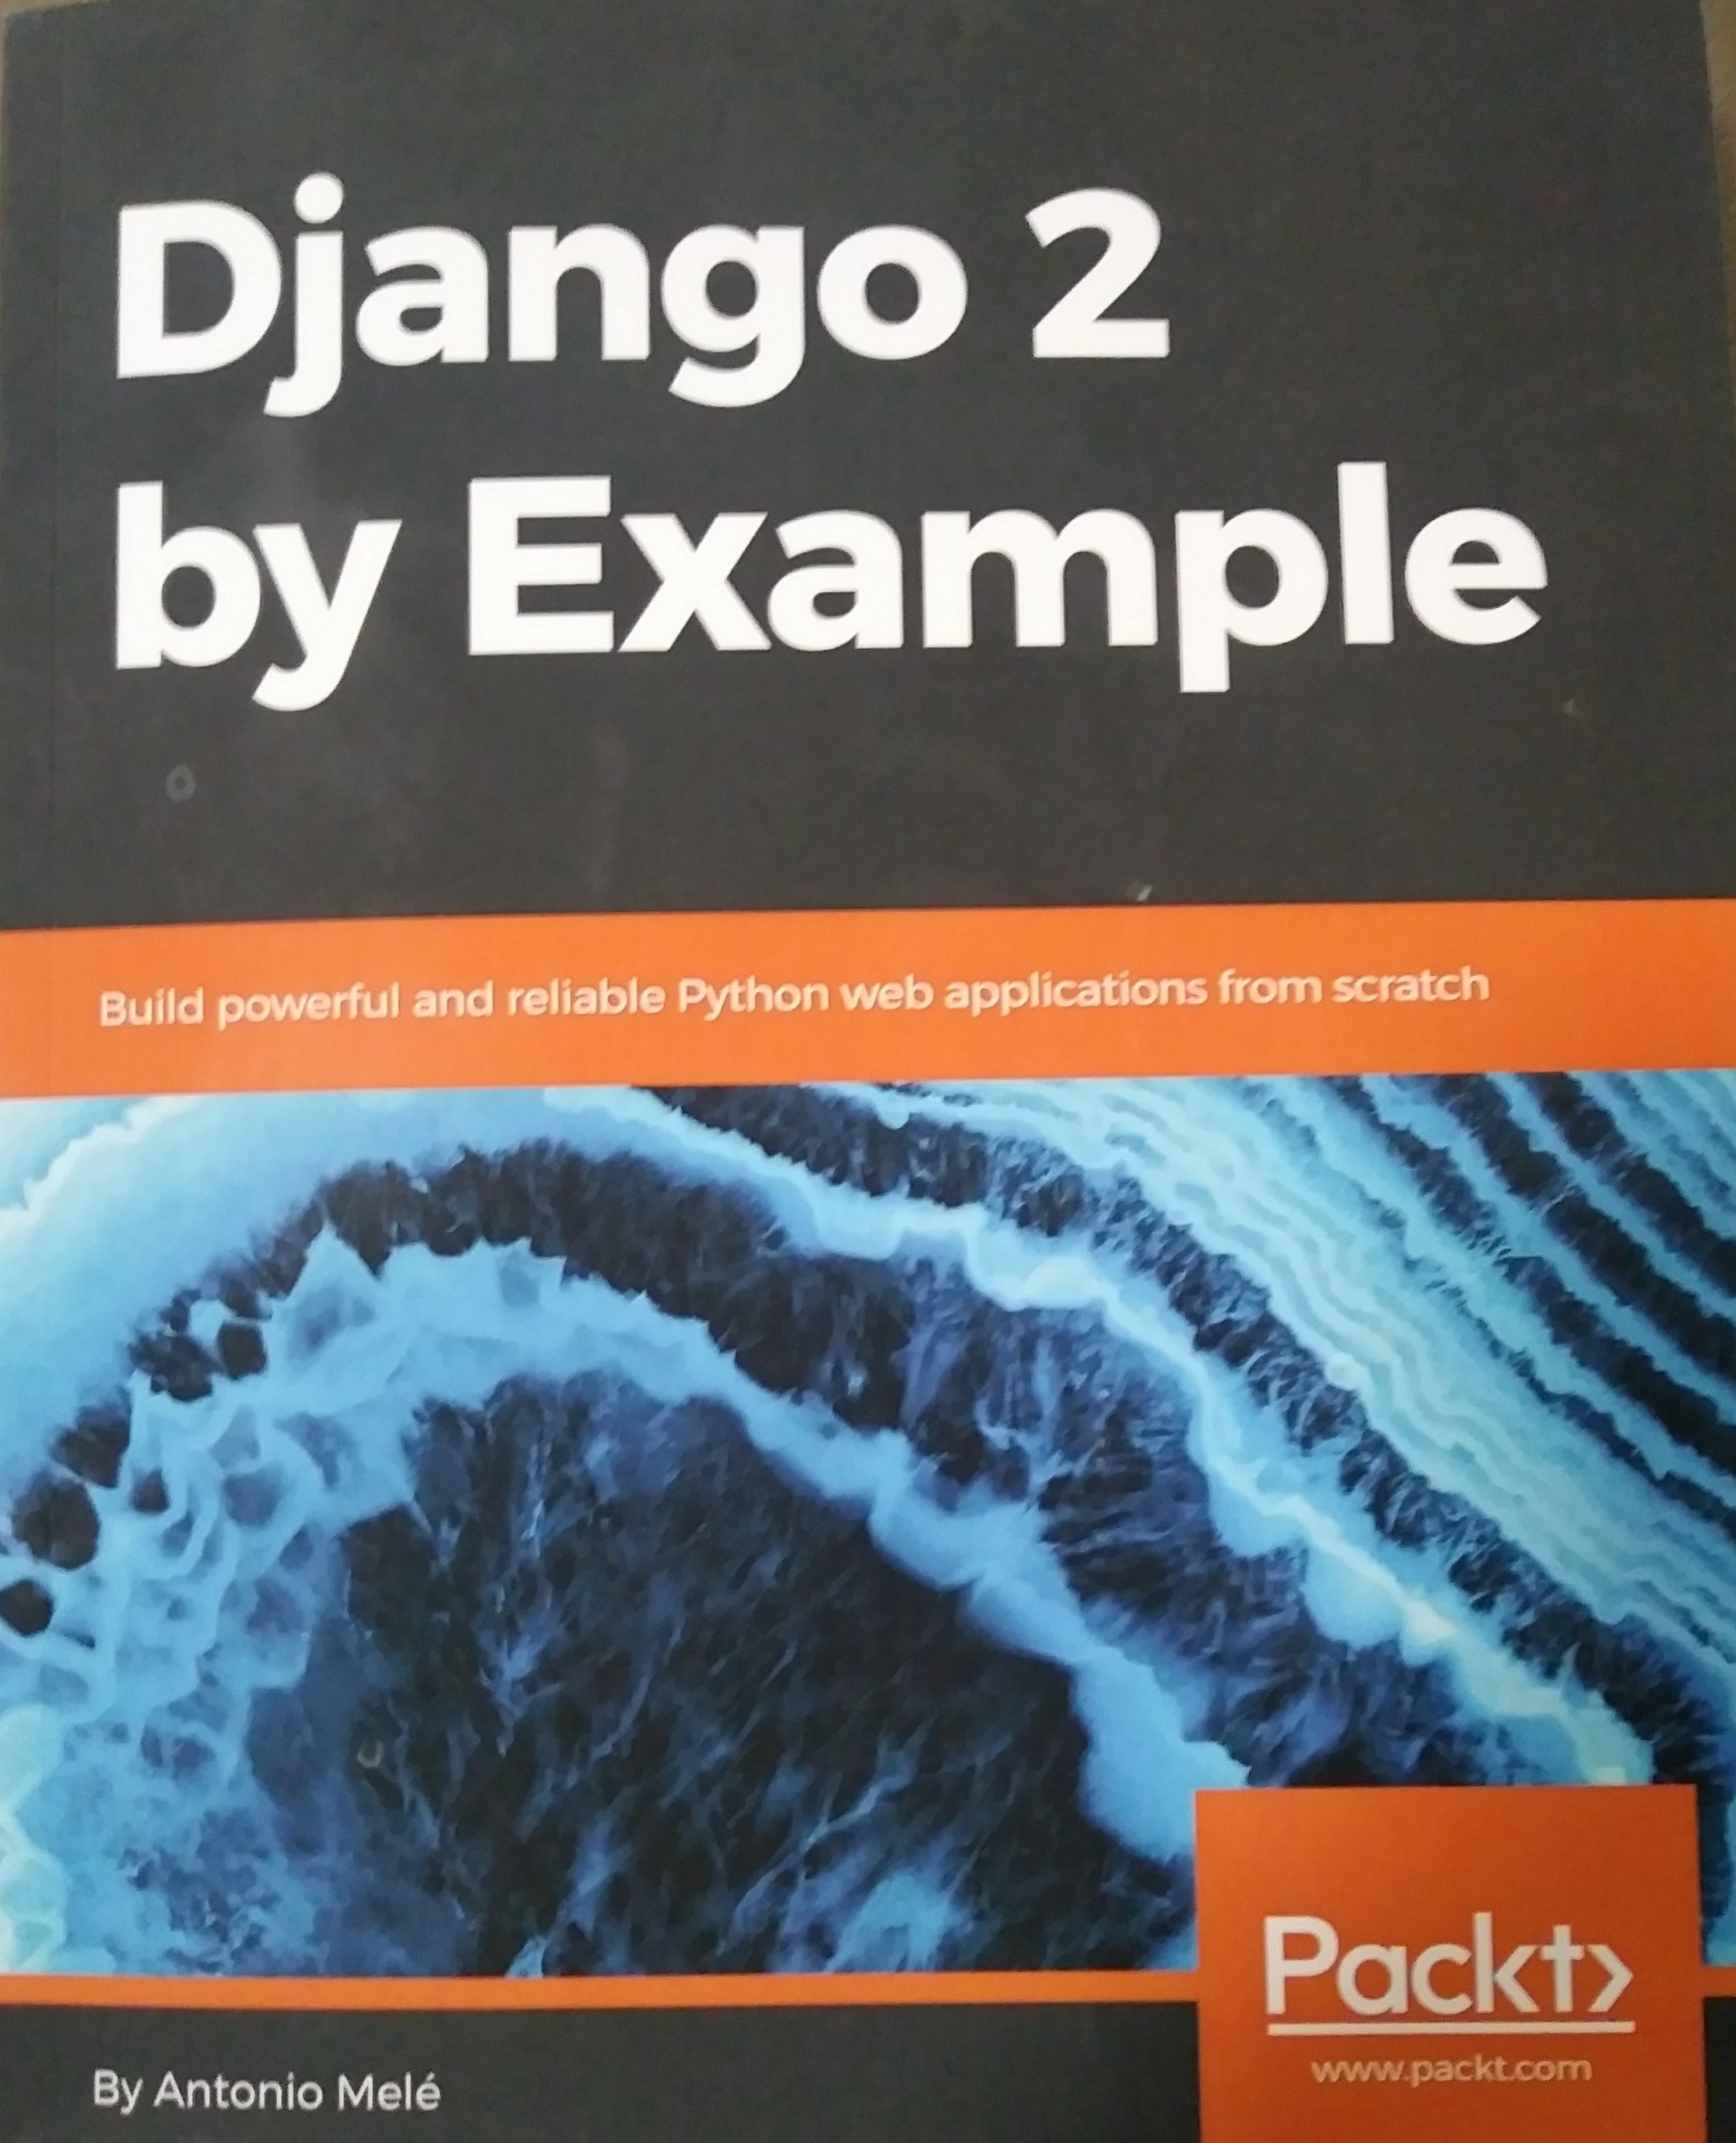 Django 2
by Example
Build powerful and reliable Python web applications from scratch
Packt>
www.packt.com
By Antonio Melé